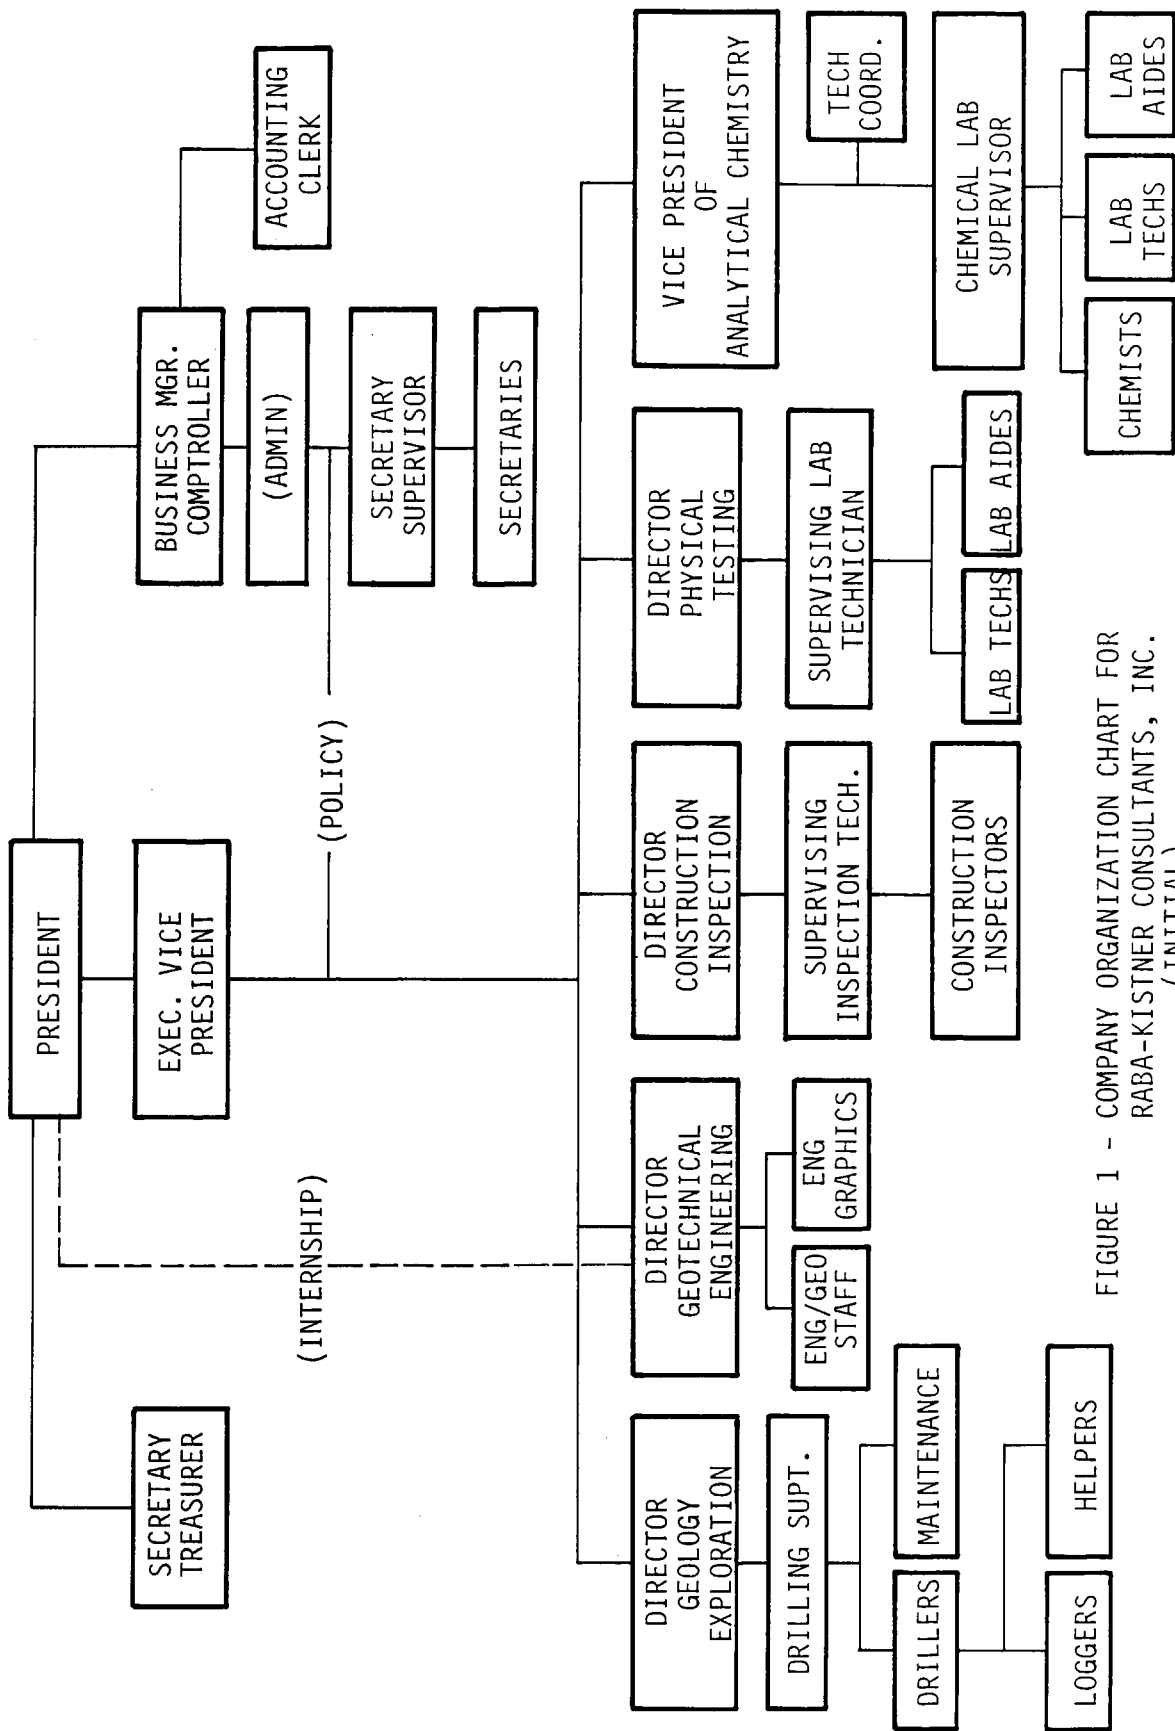 PRESIDENT
SECRETARY
TREASURER
EXEC. VICE
PRESIDENT
BUSINESS MGR.
COMPTROLLER
ACCOUNTING
CLERK
(ADMIN)
(INTERNSHIP)
(POLICY)
SECRETARY
SUPERVISOR
SECRETARIES
DIRECTOR
GEOLOGY
EXPLORATION
DIRECTOR
GEOTECHNICAL
ENGINEERING
DIRECTOR
CONSTRUCTION
INSPECTION
DIRECTOR
PHYSICAL
TESTING
VICE PRESIDENT
OF
ANALYTICAL CHEMISTRY
DRILLING SUPT.
ENG/GEO
STAFF
ENG
GRAPHICS
SUPERVISING
INSPECTION TECH.
SUPERVISING LAB
TECHNICIAN
TECH
COORD.
DRILLERS
MAINTENANCE
CONSTRUCTION
INSPECTORS
LAB TECHS
LAB AIDES
CHEMICAL LAB
SUPERVISOR
LOGGERS
HELPERS
CHEMISTS
LAB
TECHS
LAB
AIDES
FIGURE 1 - COMPANY ORGANIZATION CHART FOR
RABA-KISTNER CONSULTANTS, INC.
(INITIAL)